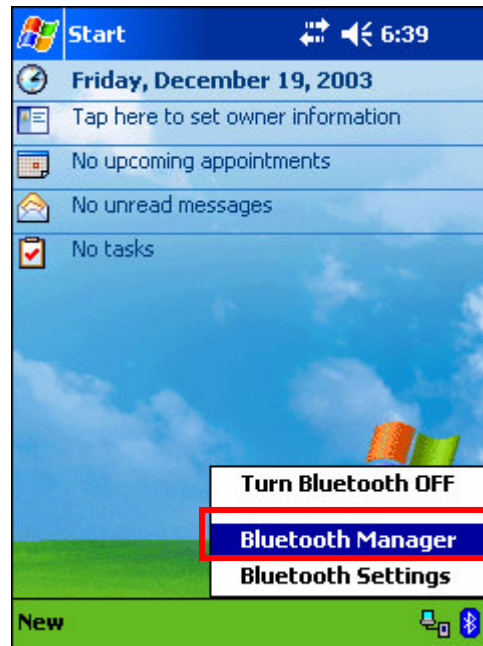 Start 6:39
Friday, December 19, 2003
Tap here to set owner information
No upcoming appointments
No unread messages
No tasks
Turn Bluetooth OFF
Bluetooth Manager
Bluetooth Settings
New